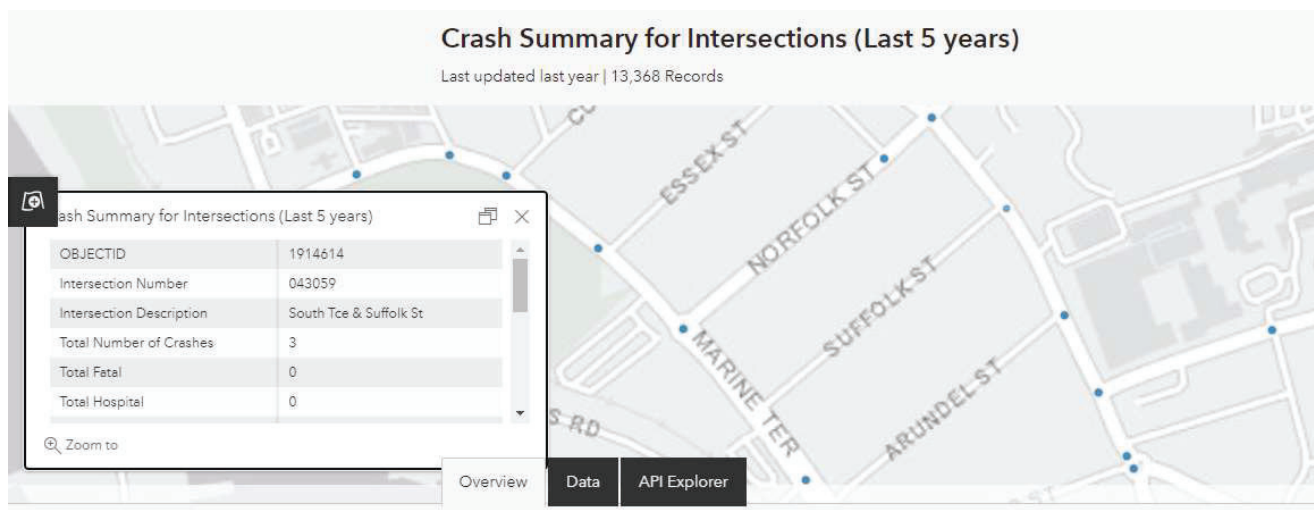 Crash Summary for Intersections (Last 5 years)
Last updated last year | 13,368 Records
ESSEX ST
NORFOLK ST
SUFFOLK ST
MARINE TER
ARUNDEL ST
S RD
ash Summary for Intersections (Last 5 years)
OBJECTID 1914614
Intersection Number 043059
Intersection Description South Tce & Suffolk St
Total Number of Crashes 3
Total Fatal 0
Total Hospital 0
Zoom to
Overview Data API Explorer